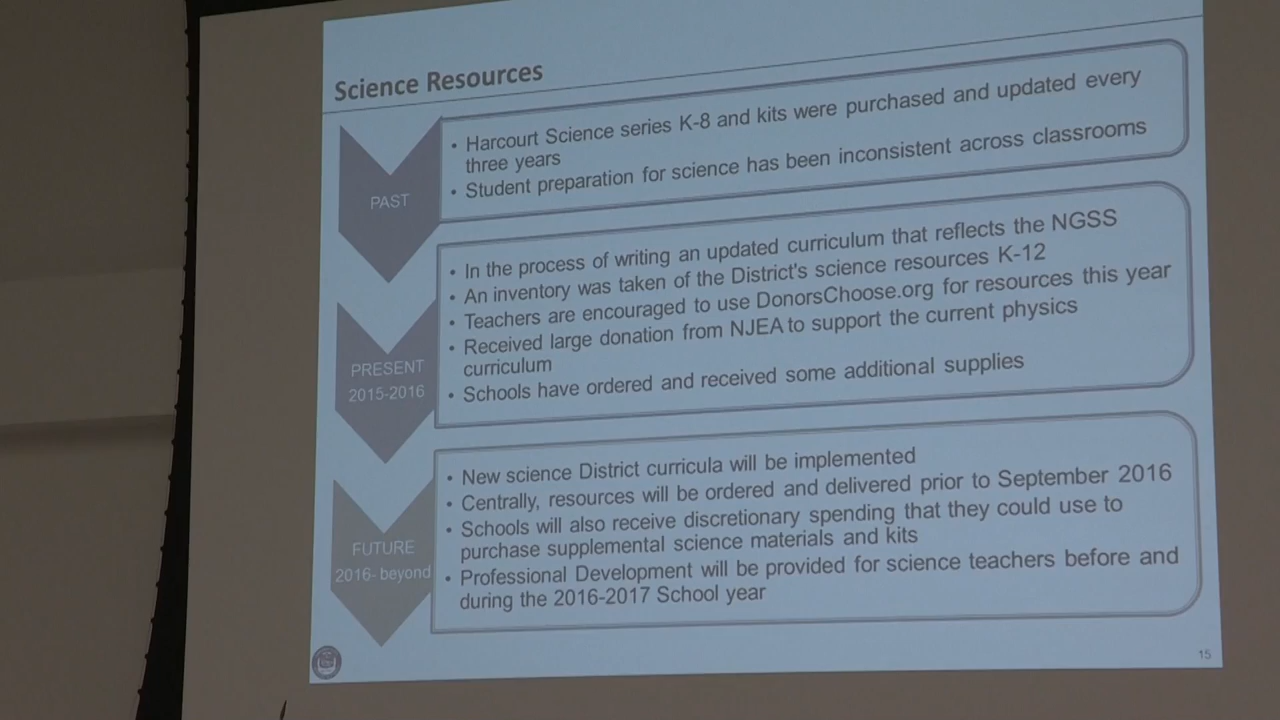 Science Resources
PAST
• Harcourt Science series K-8 and kits were purchased and updated every
three years
• Student preparation for science has been inconsistent across classrooms
PRESENT
2015-2016
• In the process of writing an updated curriculum that reflects the NGSS
• An inventory was taken of the District's science resources K-12
• Teachers are encouraged to use DonorsChoose.org for resources this year
• Received large donation from NJEA to support the current physics
curriculum
• Schools have ordered and received some additional supplies
FUTURE
2016- beyond
• New science District curricula will be implemented
• Centrally, resources will be ordered and delivered prior to September 2016
• Schools will also receive discretionary spending that they could use to
purchase supplemental science materials and kits
• Professional Development will be provided for science teachers before and
during the 2016-2017 School year
15